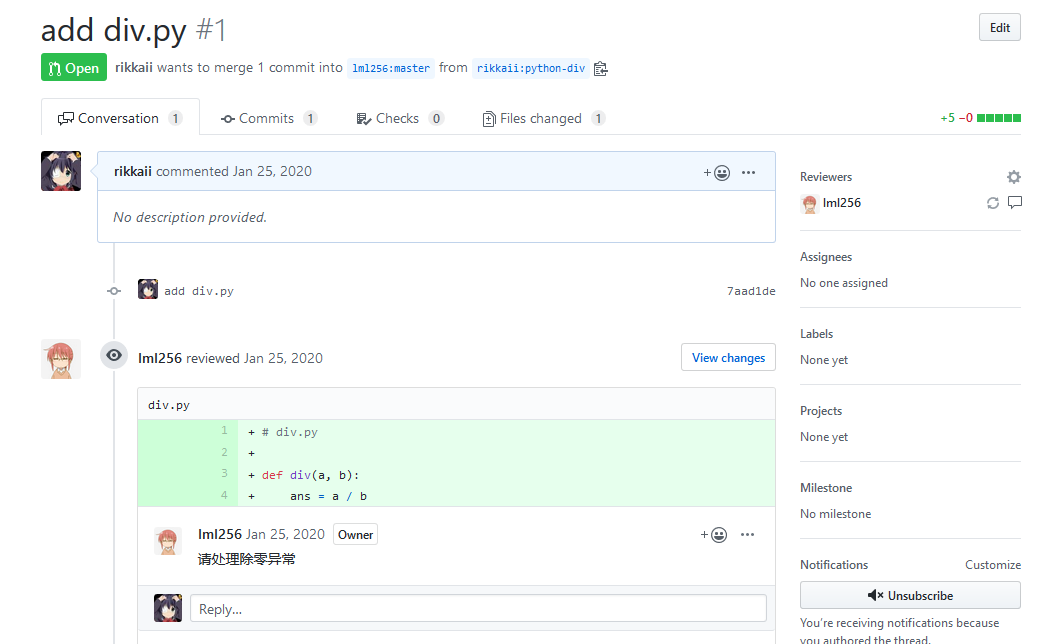 add div.py #1
Edit
Open rikkaii wants to merge 1 commit into lml256:master from rikkaii:python-div
Conversation 1 Commits 1 Checks 0 Files changed 1 +5 −0
rikkaii commented Jan 25, 2020
No description provided.
add div.py 7aad1de
lml256 reviewed Jan 25, 2020 View changes
div.py
1 + # div.py
2 +
3 + def div(a, b):
4 + ans = a / b
lml256 Jan 25, 2020 Owner
请处理除零异常
Reply...
Reviewers
lml256
Assignees
No one assigned
Labels
None yet
Projects
None yet
Milestone
No milestone
Notifications Customize
Unsubscribe
You're receiving notifications because
you authored the thread.